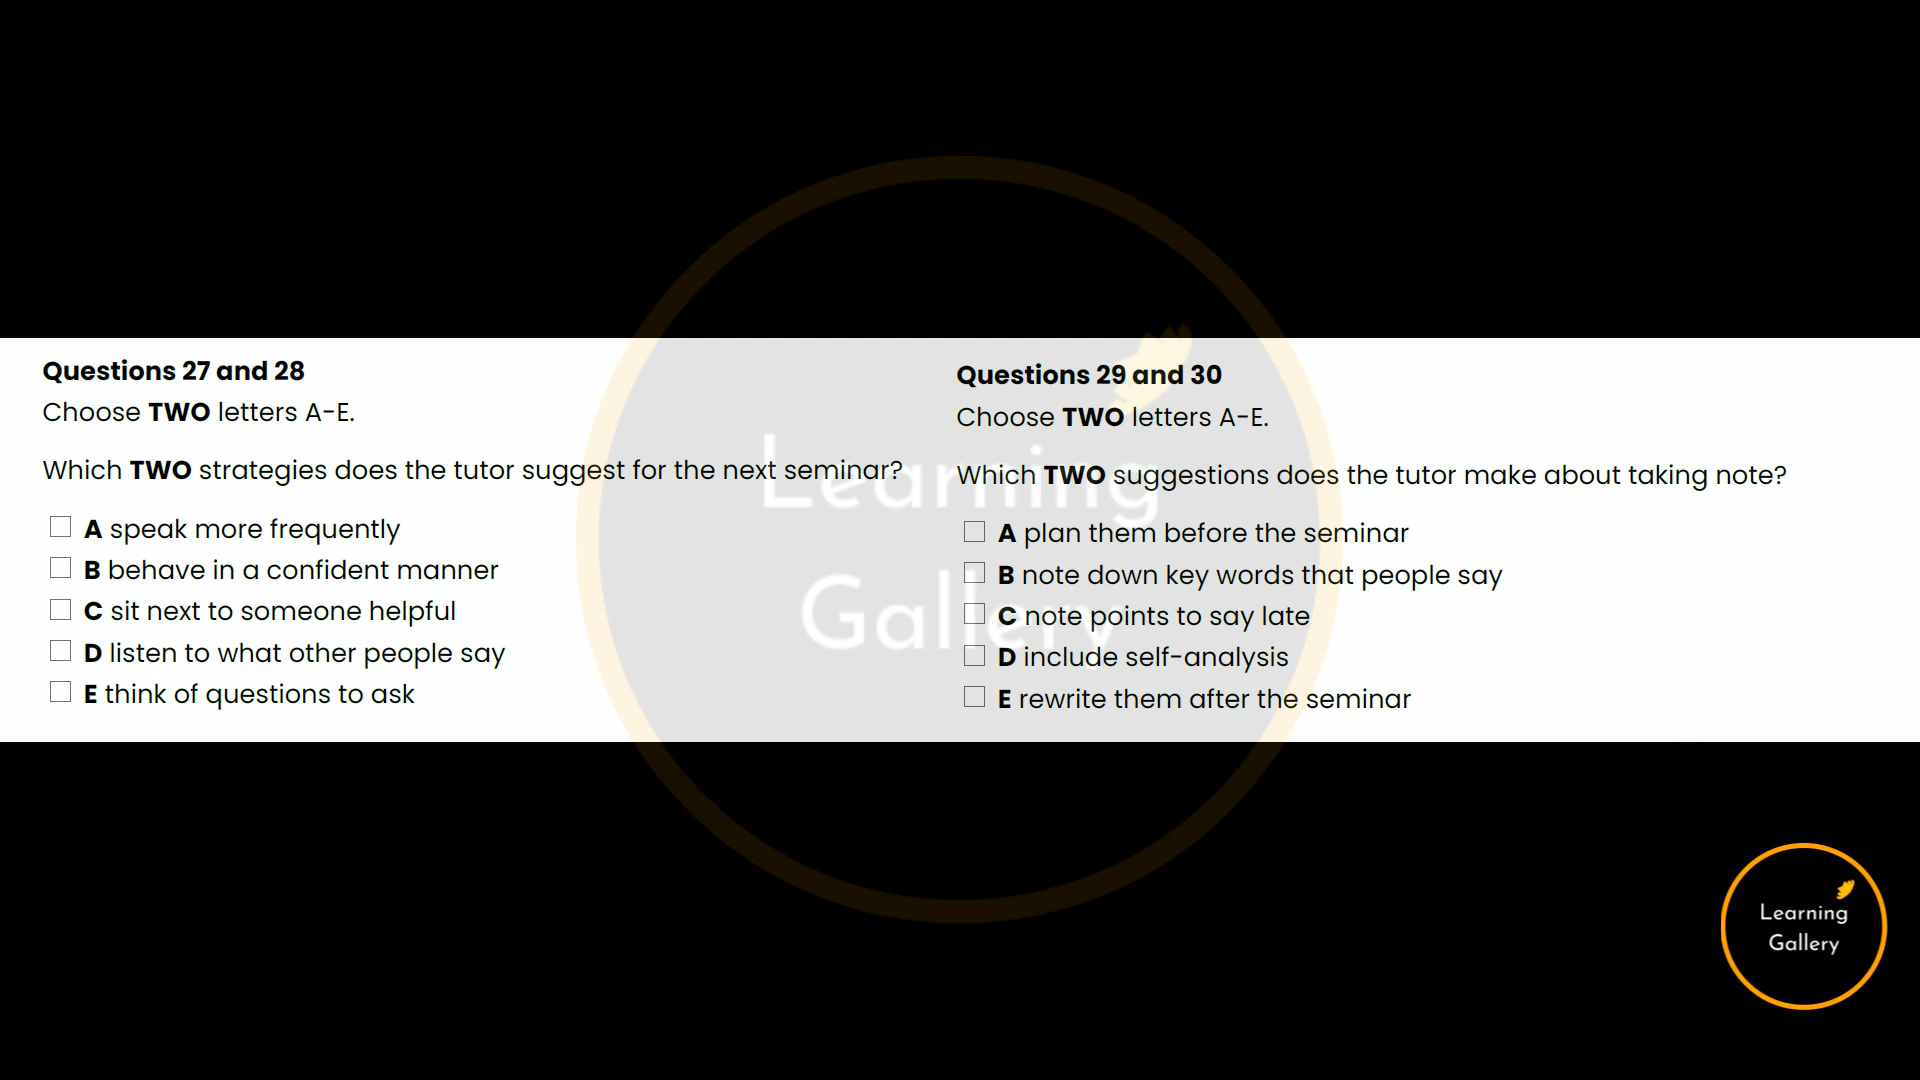 Questions 27 and 28
Choose TWO letters A-E.
Which TWO strategies does the tutor suggest for the next seminar?
A speak more frequently
B behave in a confident manner
C sit next to someone helpful
D listen to what other people say
E think of questions to ask
Questions 29 and 30
Choose TWO letters A-E.
Which TWO suggestions does the tutor make about taking note?
A plan them before the seminar
B note down key words that people say
C note points to say late
D include self-analysis
E rewrite them after the seminar
Learning
Gallery
Learning
Gallery